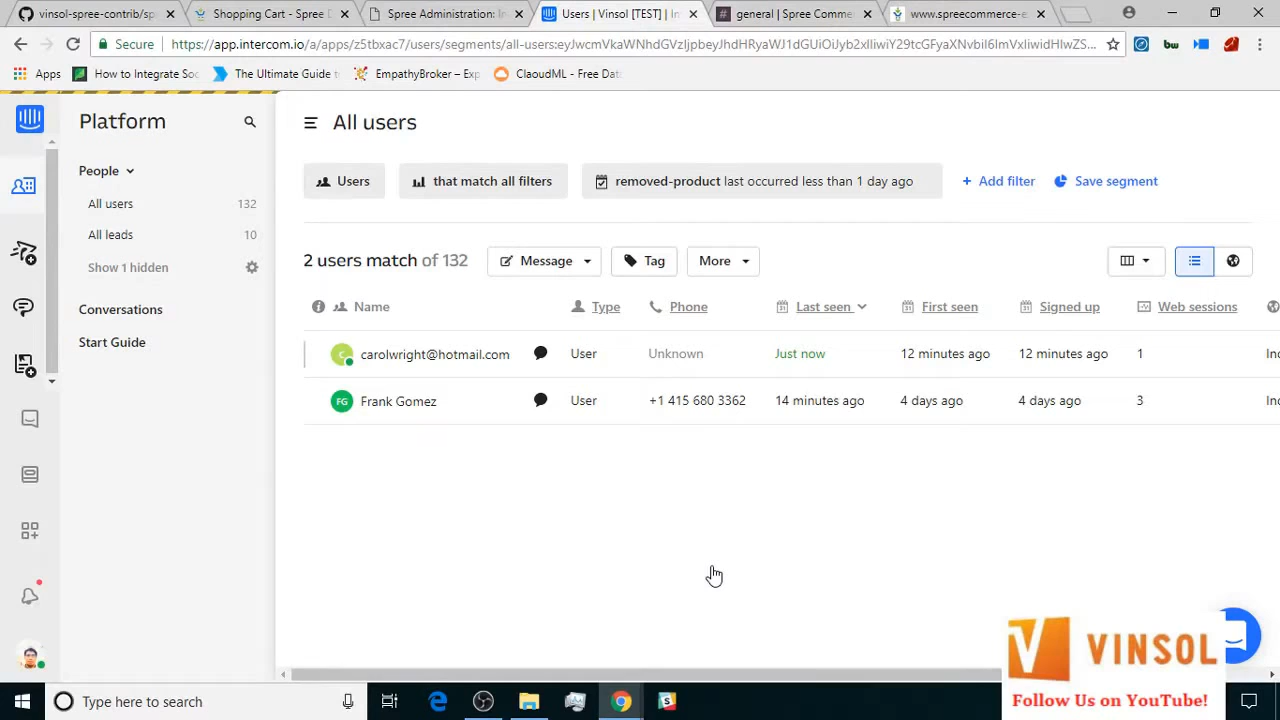 vinsol-spree-contrib/sp
Shopping Cart - Spree D
Spree Administration: In
Users | Vinsol [TEST] | In
general | Spree Comme
www.spreecommerce-e
Secure
https://app.intercom.io/a/apps/z5tbxac7/users/segments/all-users:eyJwcmVkaWNhdGVzIjpbeyJhdHRyaWJ1dGUiOiJyb2xlIiwiY29tcGFyaXNvbiI6ImVxIiwidHlwZS...
Apps
How to Integrate Soc
The Ultimate Guide t
EmpathyBroker – Exp
ClaoudML - Free Data
Platform
People
All users 132
All leads 10
Show 1 hidden
Conversations
Start Guide
All users
Users
that match all filters
removed-product last occurred less than 1 day ago
+ Add filter
Save segment
2 users match of 132
Message
Tag
More
Name Type Phone Last seen First seen Signed up Web sessions
C carolwright@hotmail.com User Unknown Just now 12 minutes ago 12 minutes ago 1 Inc
FG Frank Gomez User +1 415 680 3362 14 minutes ago 4 days ago 4 days ago 3 Inc
VINSOL
Follow Us on YouTube!
Type here to search